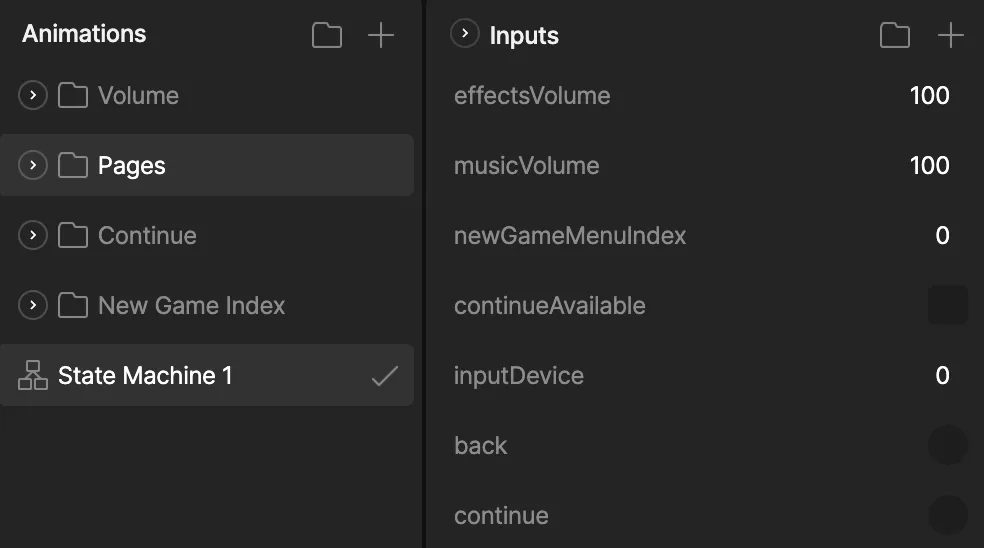 Animations
Volume
Pages
Continue
New Game Index
State Machine 1
Inputs
effectsVolume 100
musicVolume 100
newGameMenuIndex 0
continueAvailable
inputDevice 0
back
continue